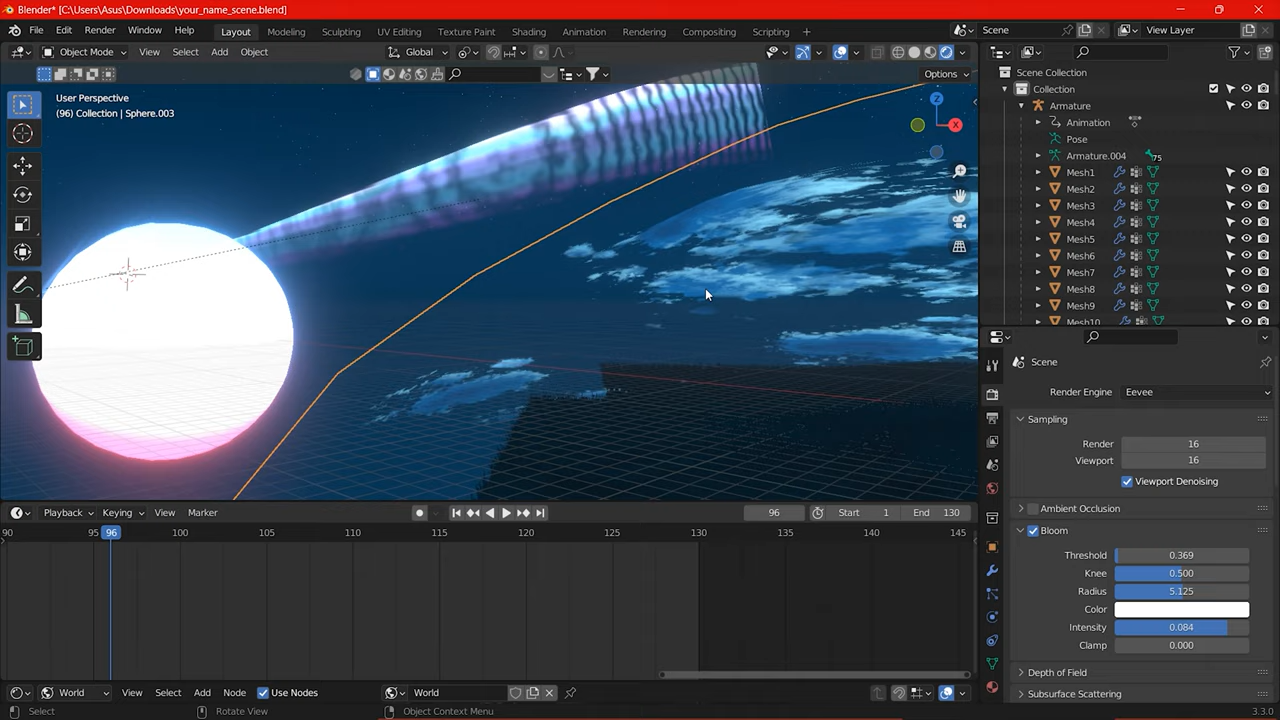 Blender* [C:\Users\Asus\Downloads\your_name_scene.blend]
File Edit Render Window Help Layout Modeling Sculpting UV Editing Texture Paint Shading Animation Rendering Compositing Scripting + Scene View Layer
Object Mode View Select Add Object Global
Options
User Perspective
(96) Collection | Sphere.003
Z
X
Scene Collection
Collection
Armature
Animation
Pose
Armature.004 75
Mesh1
Mesh2
Mesh3
Mesh4
Mesh5
Mesh6
Mesh7
Mesh8
Mesh9
Mesh10
Scene
Render Engine Eevee
Sampling
Render 16
Viewport 16
Viewport Denoising
Ambient Occlusion
Bloom
Threshold 0.369
Knee 0.500
Radius 5.125
Color
Intensity 0.084
Clamp 0.000
Depth of Field
Subsurface Scattering
Playback Keying View Marker 96 Start 1 End 130
90 95 96 100 105 110 115 120 125 130 135 140 145
World View Select Add Node Use Nodes World
Select Rotate View Object Context Menu 3.3.0